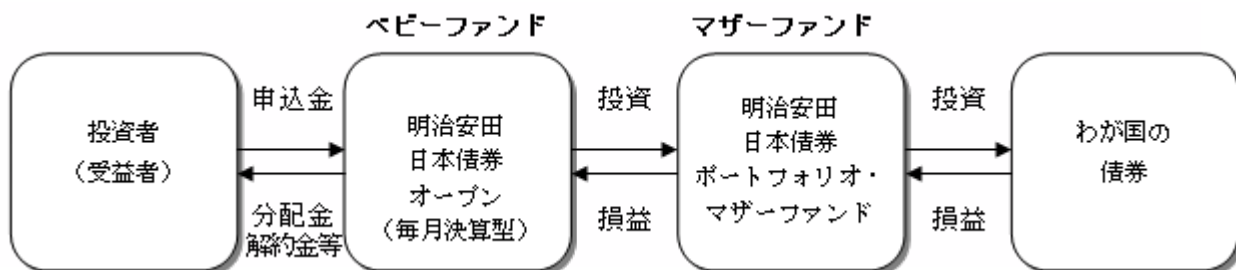 ベビーファンド
マザーファンド
投資者
（受益者）
申込金
分配金
解約金等
明治安田
日本債券
オープン
（毎月決算型）
投資
損益
明治安田
日本債券
ポートフォリオ・
マザーファンド
投資
損益
わが国の
債券